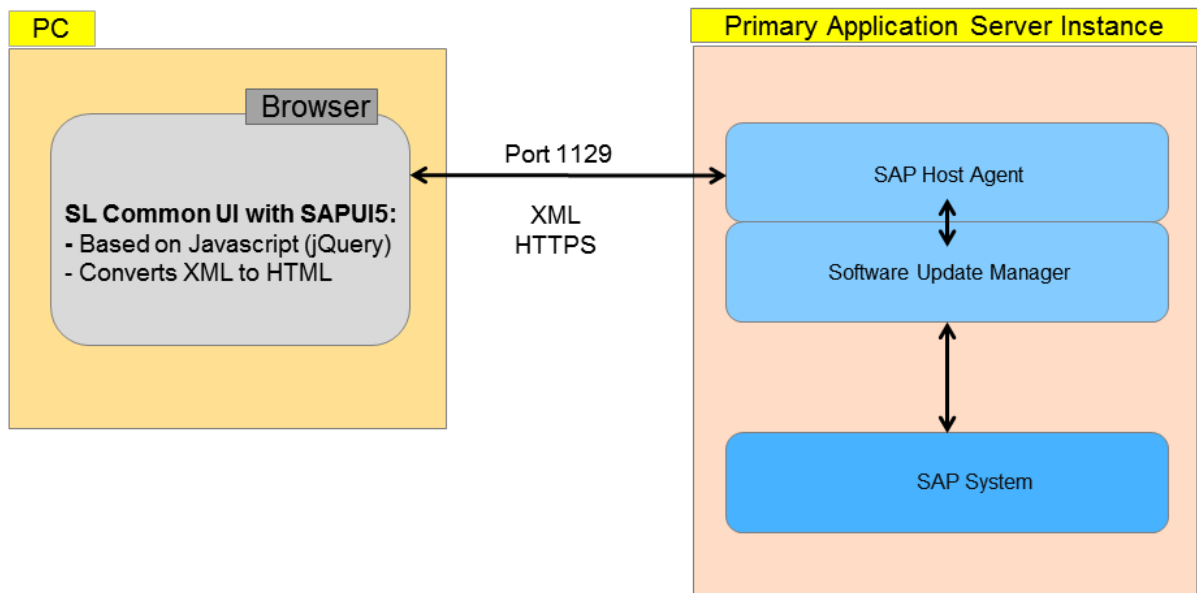 PC
Browser
SL Common UI with SAPUI5:
- Based on Javascript (jQuery)
- Converts XML to HTML
Port 1129
XML
HTTPS
Primary Application Server Instance
SAP Host Agent
Software Update Manager
SAP System